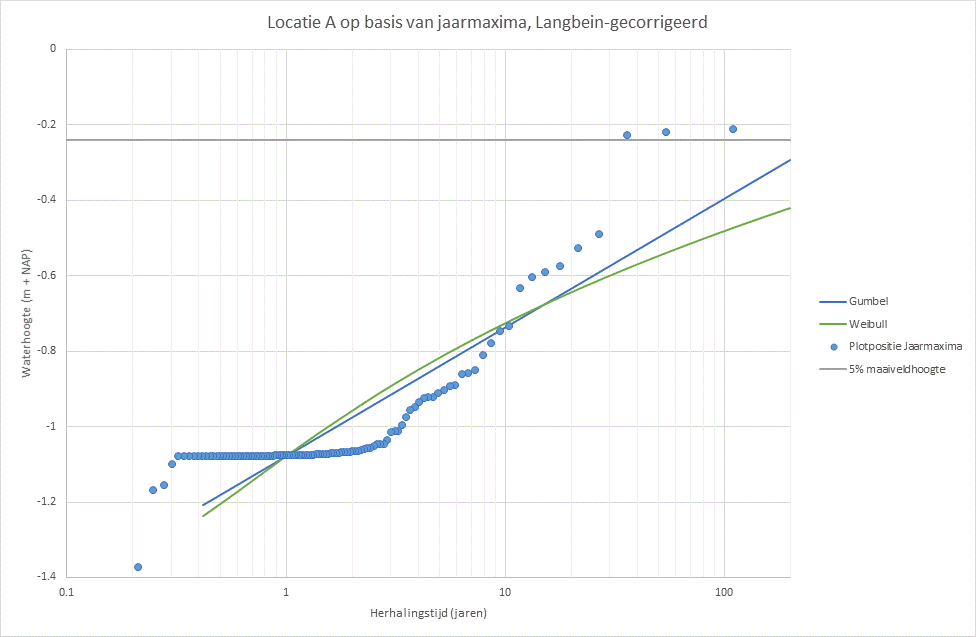 Locatie A op basis van jaarmaxima, Langbein-gecorrigeerd
0
-0.2
-0.4
-0.6
-0.8
-1
-1.2
-1.4
Waterhoogte (m + NAP)
0.1
1
10
100
Herhalingstijd (jaren)
Gumbel
Weibull
Plotpositie Jaarmaxima
5% maaiveldhoogte